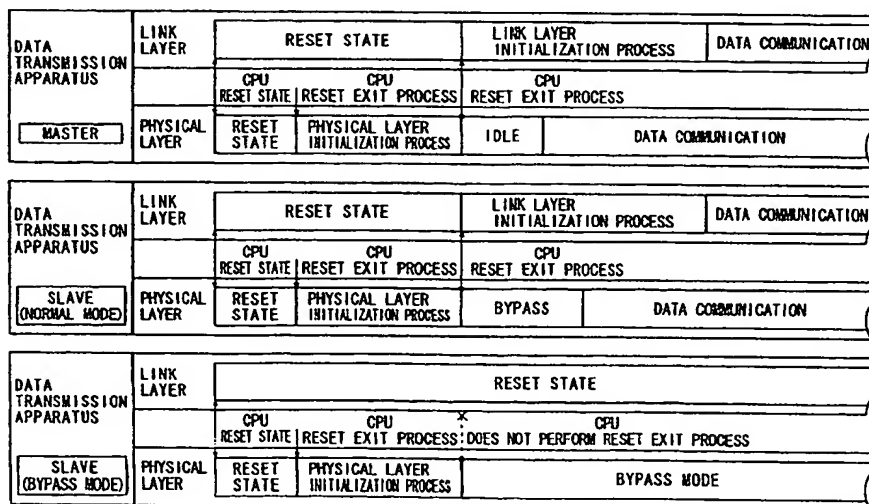 DATA
TRANSMISSION
APPARATUS
MASTER
LINK
LAYER
RESET STATE
LINK LAYER
INITIALIZATION PROCESS
DATA COMMUNICATION
CPU
RESET STATE
CPU
RESET EXIT PROCESS
CPU
RESET EXIT PROCESS
PHYSICAL
LAYER
RESET
STATE
PHYSICAL LAYER
INITIALIZATION PROCESS
IDLE
DATA COMMUNICATION
DATA
TRANSMISSION
APPARATUS
SLAVE
(NORMAL MODE)
LINK
LAYER
RESET STATE
LINK LAYER
INITIALIZATION PROCESS
DATA COMMUNICATION
CPU
RESET STATE
CPU
RESET EXIT PROCESS
CPU
RESET EXIT PROCESS
PHYSICAL
LAYER
RESET
STATE
PHYSICAL LAYER
INITIALIZATION PROCESS
BYPASS
DATA COMMUNICATION
DATA
TRANSMISSION
APPARATUS
SLAVE
(BYPASS MODE)
LINK
LAYER
RESET STATE
CPU
RESET STATE
CPU
RESET EXIT PROCESS
CPU
DOES NOT PERFORM RESET EXIT PROCESS
PHYSICAL
LAYER
RESET
STATE
PHYSICAL LAYER
INITIALIZATION PROCESS
BYPASS MODE